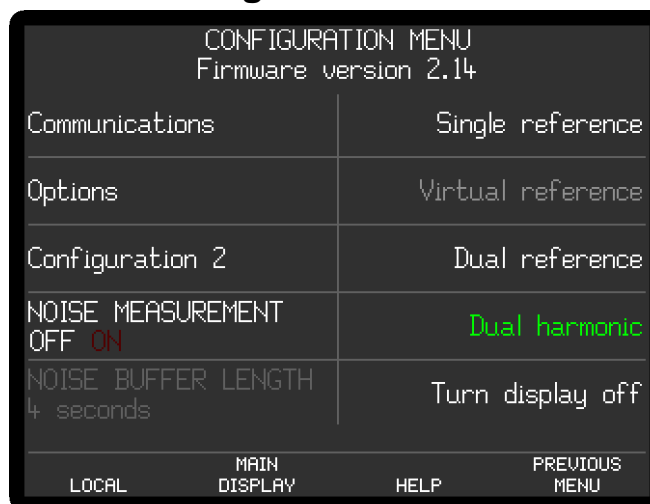 CONFIGURATION MENU
Firmware version 2.14
Communications
Single reference
Options
Virtual reference
Configuration 2
Dual reference
NOISE MEASUREMENT
OFF ON
Dual harmonic
NOISE BUFFER LENGTH
4 seconds
Turn display off
LOCAL
MAIN
DISPLAY
HELP
PREVIOUS
MENU